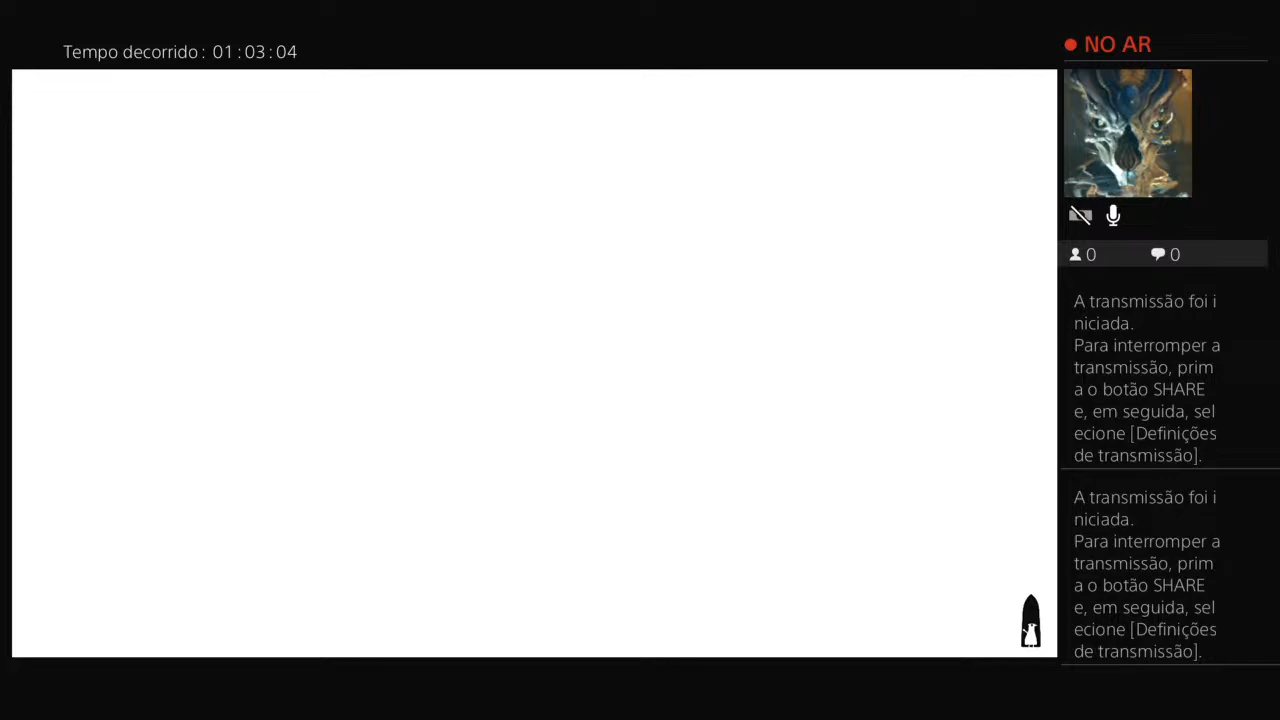 Tempo decorrido: 01:03:04
NO AR
0
0
A transmissão foi i
niciada.
Para interromper a
transmissão, prim
a o botão SHARE
e, em seguida, sel
ecione [Definições
de transmissão].
A transmissão foi i
niciada.
Para interromper a
transmissão, prim
a o botão SHARE
e, em seguida, sel
ecione [Definições
de transmissão].